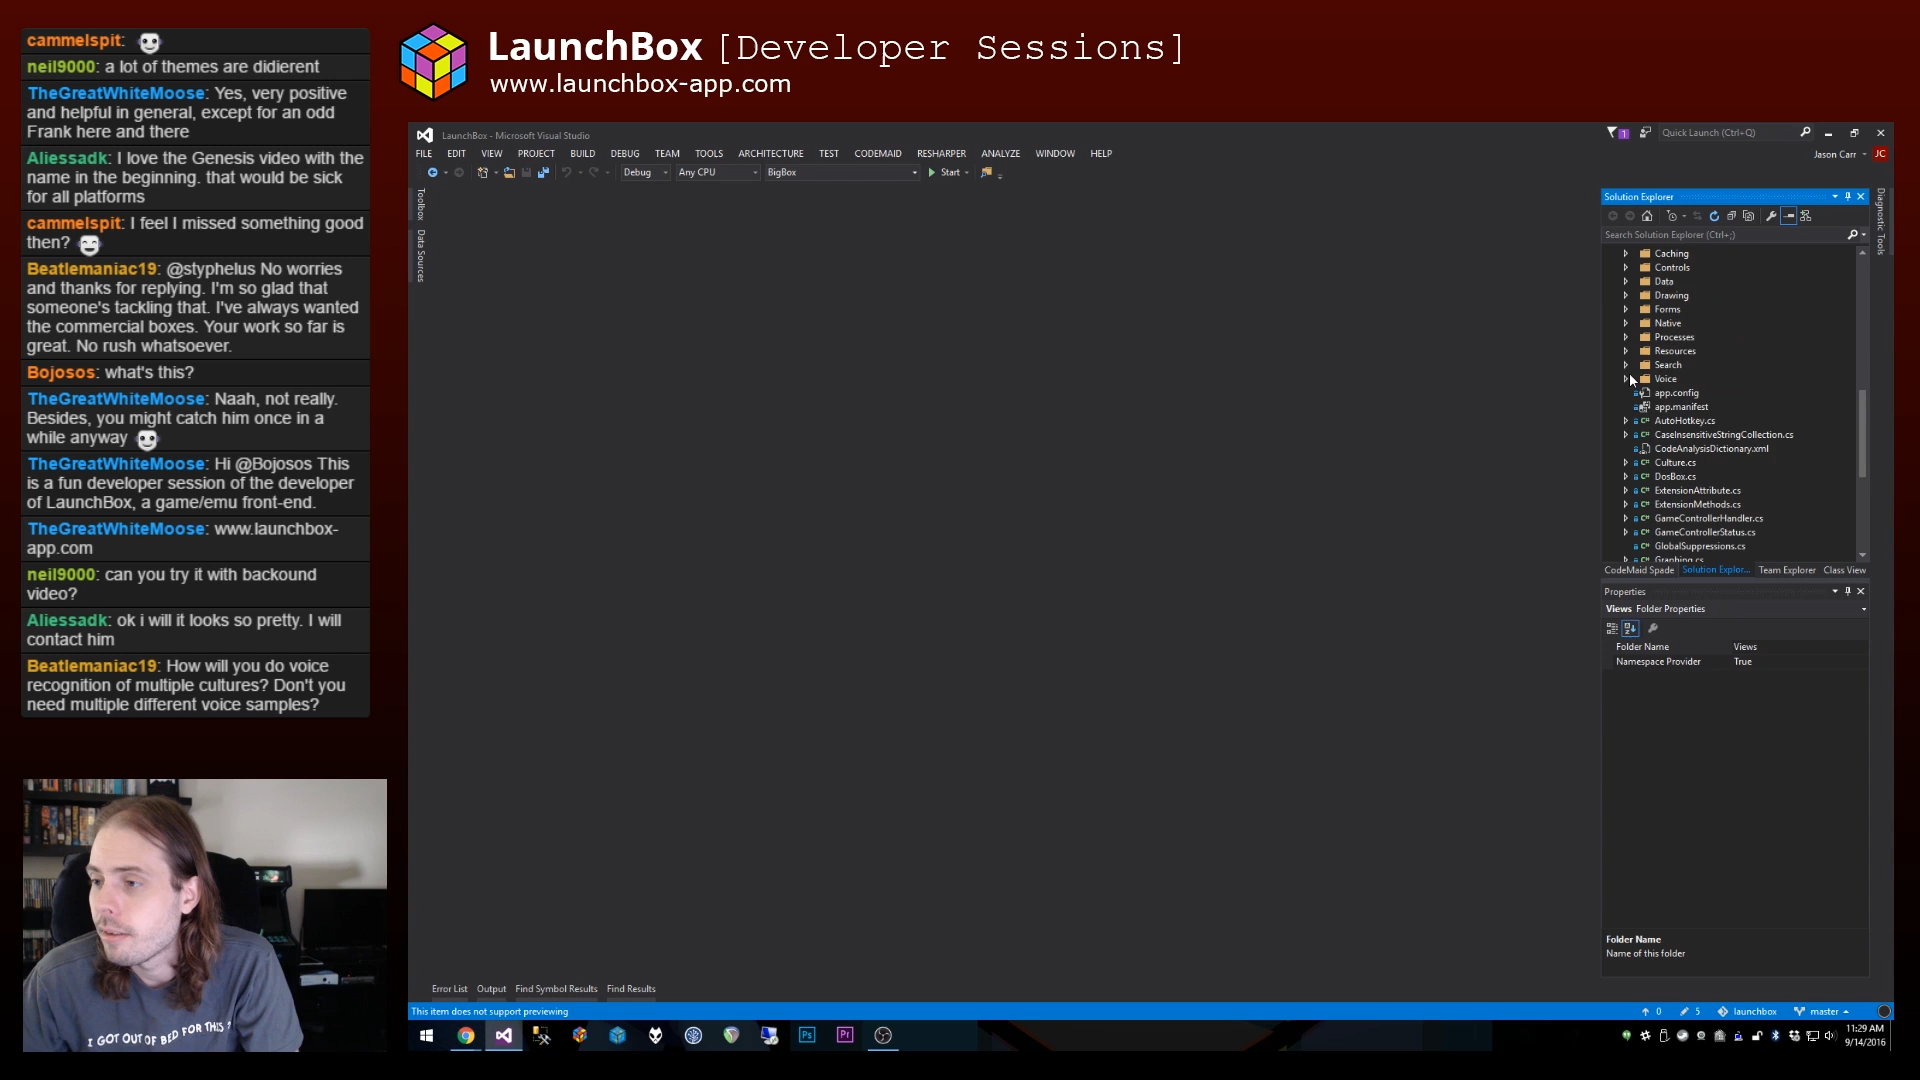 cammelspit:
neil9000: a lot of themes are didierent
TheGreatWhiteMoose: Yes, very positive
and helpful in general, except for an odd
Frank here and there
Aliessadk: I love the Genesis video with the
name in the beginning. that would be sick
for all platforms
cammelspit: I feel I missed something good
then?
Beatlemaniac19: @styphelus No worries
and thanks for replying. I'm so glad that
someone's tackling that. I've always wanted
the commercial boxes. Your work so far is
great. No rush whatsoever.
Bojosos: what's this?
TheGreatWhiteMoose: Naah, not really.
Besides, you might catch him once in a
while anyway
TheGreatWhiteMoose: Hi @Bojosos This
is a fun developer session of the developer
of LaunchBox, a game/emu front-end.
TheGreatWhiteMoose: www.launchbox-
app.com
neil9000: can you try it with backound
video?
Aliessadk: ok i will it looks so pretty. I will
contact him
Beatlemaniac19: How will you do voice
recognition of multiple cultures? Don't you
need multiple different voice samples?
I GOT OUT OF BED FOR THIS ?
LaunchBox [Developer Sessions]
www.launchbox-app.com
LaunchBox - Microsoft Visual Studio
1
Quick Launch (Ctrl+Q)
FILE EDIT VIEW PROJECT BUILD DEBUG TEAM TOOLS ARCHITECTURE TEST CODEMAID RESHARPER ANALYZE WINDOW HELP
Jason Carr JC
Debug Any CPU BigBox Start
Toolbox
Data Sources
Diagnostic Tools
Solution Explorer
Search Solution Explorer (Ctrl+;)
Caching
Controls
Data
Drawing
Forms
Native
Processes
Resources
Search
Voice
app.config
app.manifest
AutoHotkey.cs
CaseInsensitiveStringCollection.cs
CodeAnalysisDictionary.xml
Culture.cs
DosBox.cs
ExtensionAttribute.cs
ExtensionMethods.cs
GameControllerHandler.cs
GameControllerStatus.cs
GlobalSuppressions.cs
Graphing.cs
CodeMaid Spade Solution Explor... Team Explorer Class View
Properties
Views Folder Properties
Folder Name Views
Namespace Provider True
Folder Name
Name of this folder
Error List Output Find Symbol Results Find Results
This item does not support previewing
0 5 launchbox master
Ps Pr
11:29 AM
9/14/2016